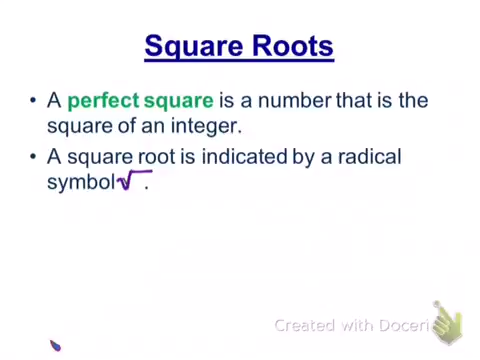 Square Roots
• A perfect square is a number that is the
square of an integer.
• A square root is indicated by a radical
symbol √ .
Created with Doceri